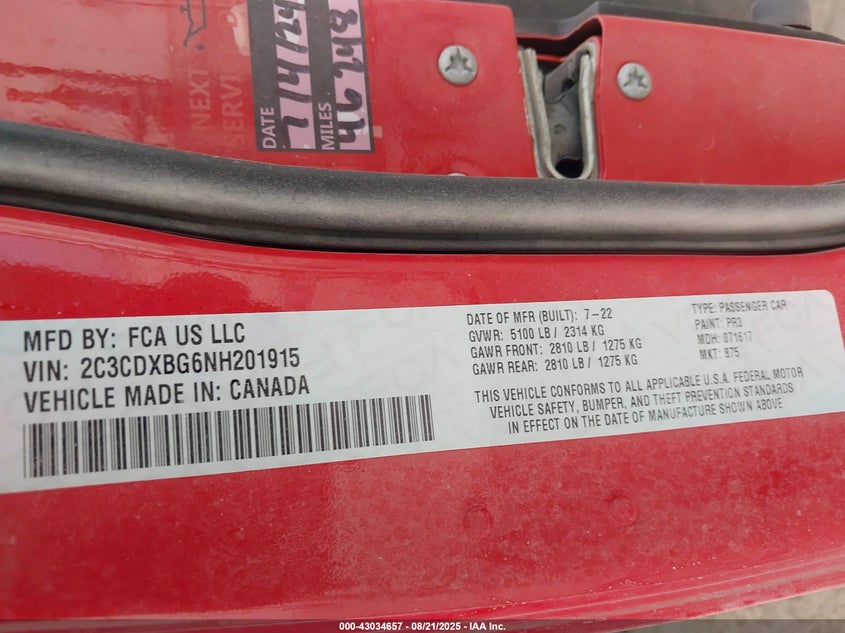 NEXT
SERVICE
DATE
MILES
MFD BY: FCA US LLC
VIN: 2C3CDXBG6NH201915
VEHICLE MADE IN: CANADA
DATE OF MFR (BUILT): 7-22
GVWR: 5100 LB / 2314 KG
GAWR FRONT: 2810 LB / 1275 KG
GAWR REAR: 2810 LB / 1275 KG
TYPE: PASSENGER CAR
PAINT: PR3
MDH: 071617
MKT: 975
THIS VEHICLE CONFORMS TO ALL APPLICABLE U.S.A. FEDERAL MOTOR
VEHICLE SAFETY, BUMPER, AND THEFT PREVENTION STANDARDS
IN EFFECT ON THE DATE OF MANUFACTURE SHOWN ABOVE
000-43034657 - 08/21/2025 - IAA Inc.